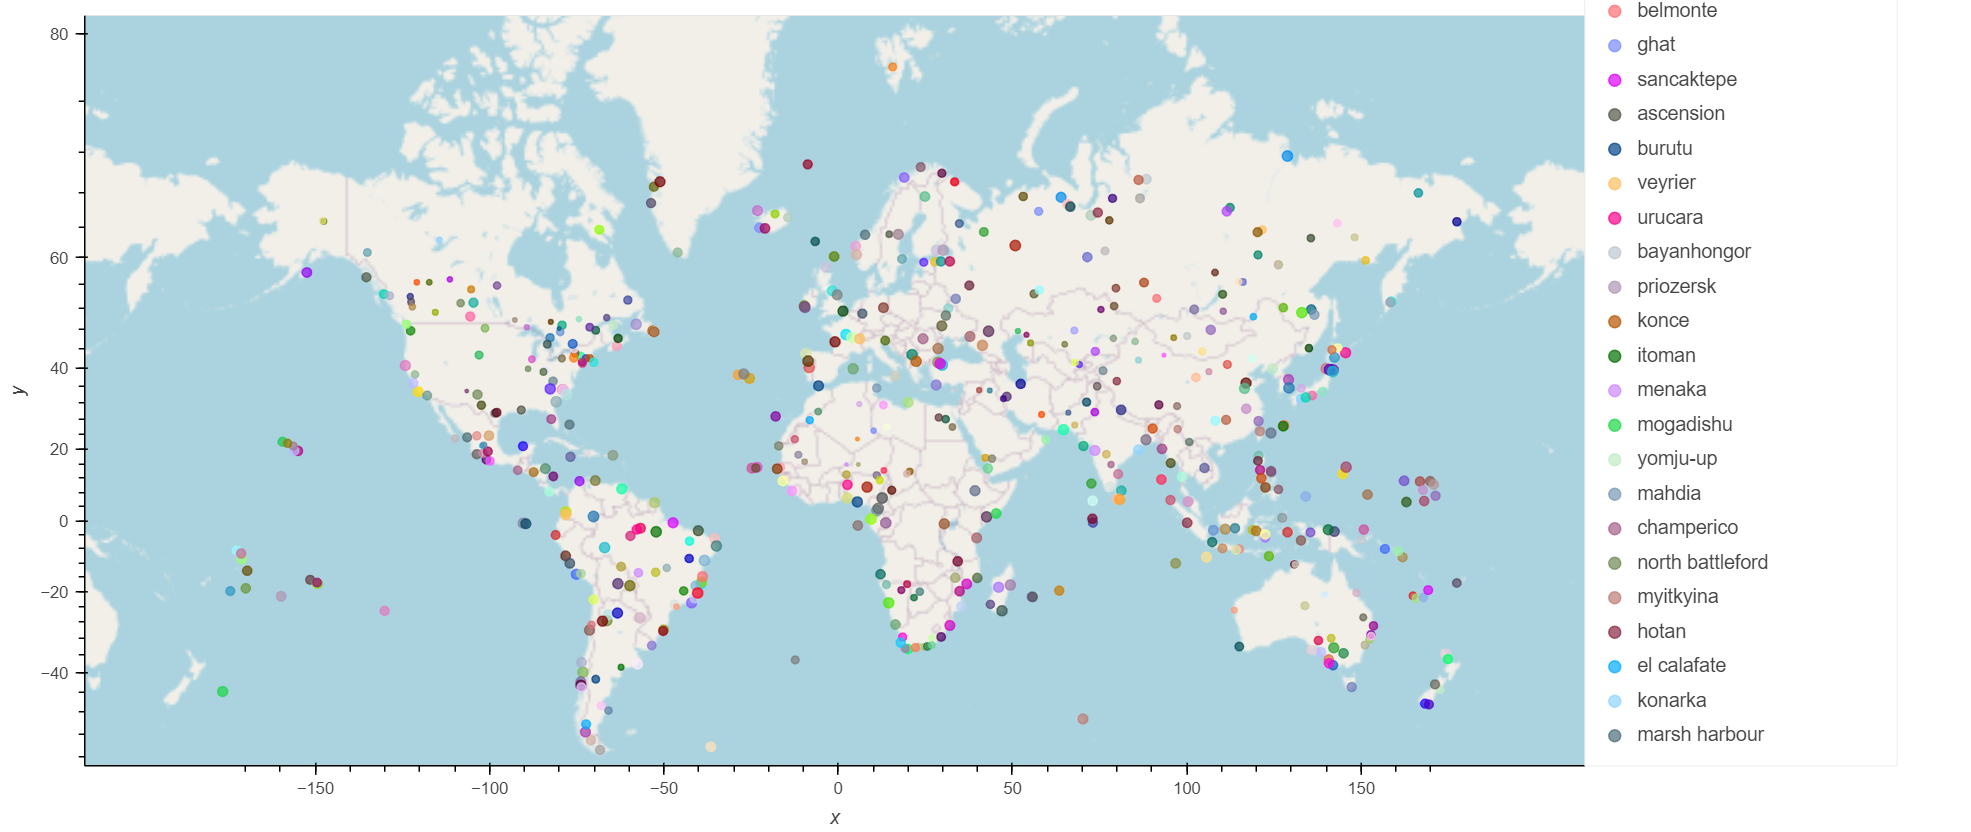 80
60
40
20
0
−20
−40
y
−150
−100
−50
0
50
100
150
x
belmonte
ghat
sancaktepe
ascension
burutu
veyrier
urucara
bayanhongor
priozersk
konce
itoman
menaka
mogadishu
yomju-up
mahdia
champerico
north battleford
myitkyina
hotan
el calafate
konarka
marsh harbour